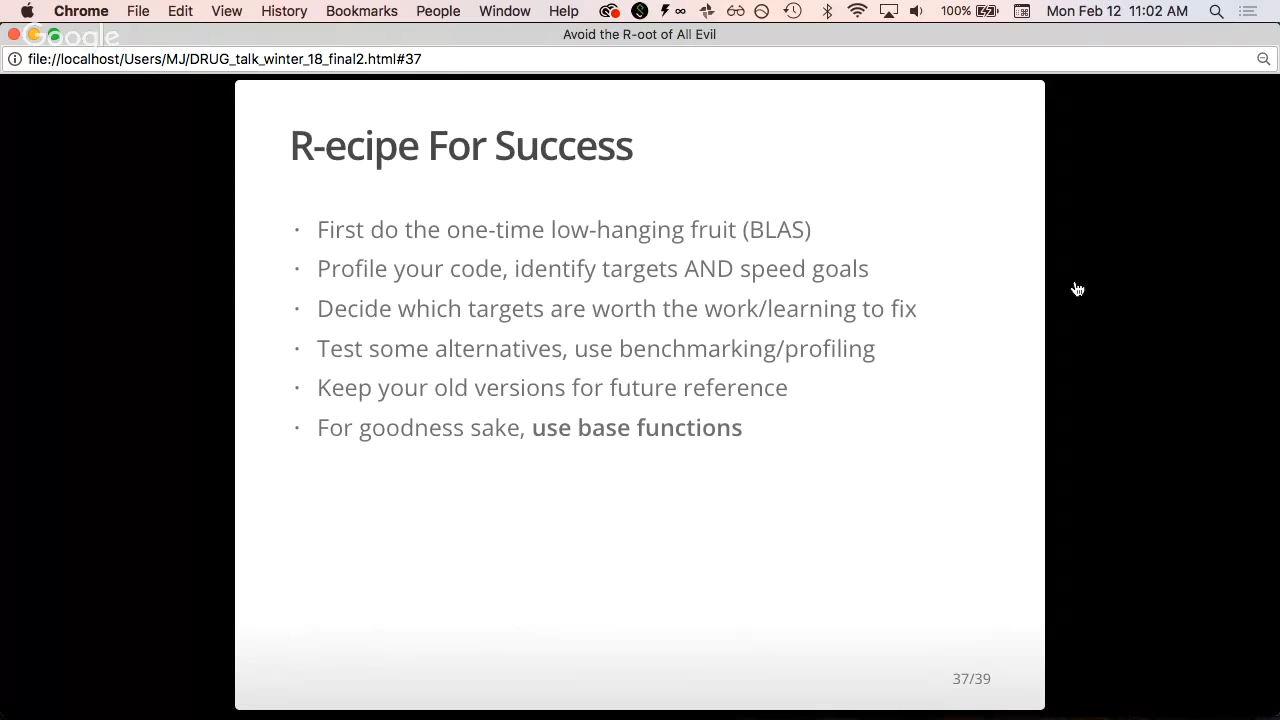 Chrome File Edit View History Bookmarks People Window Help 100% Mon Feb 12 11:02 AM
Google
Avoid the R-oot of All Evil
file://localhost/Users/MJ/DRUG_talk_winter_18_final2.html#37
R-ecipe For Success
· First do the one-time low-hanging fruit (BLAS)
· Profile your code, identify targets AND speed goals
· Decide which targets are worth the work/learning to fix
· Test some alternatives, use benchmarking/profiling
· Keep your old versions for future reference
· For goodness sake, use base functions
37/39